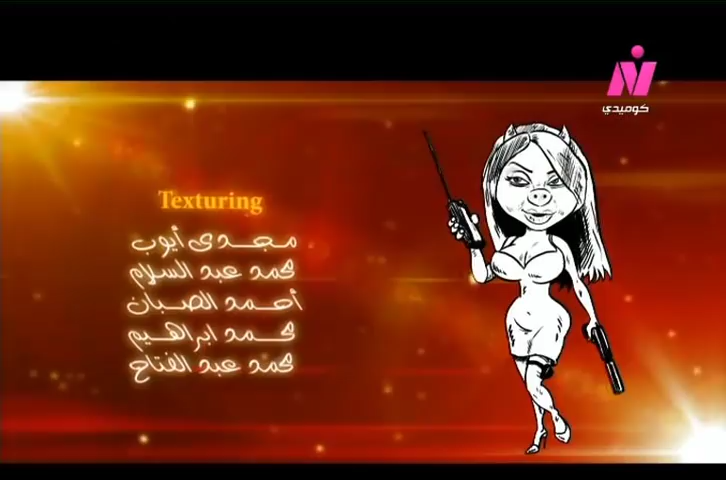 كوميدي
Texturing
مجدى أيوب
محمد عبد السلام
أحمد الصبان
محمد ابراهيم
محمد عبد الفتاح